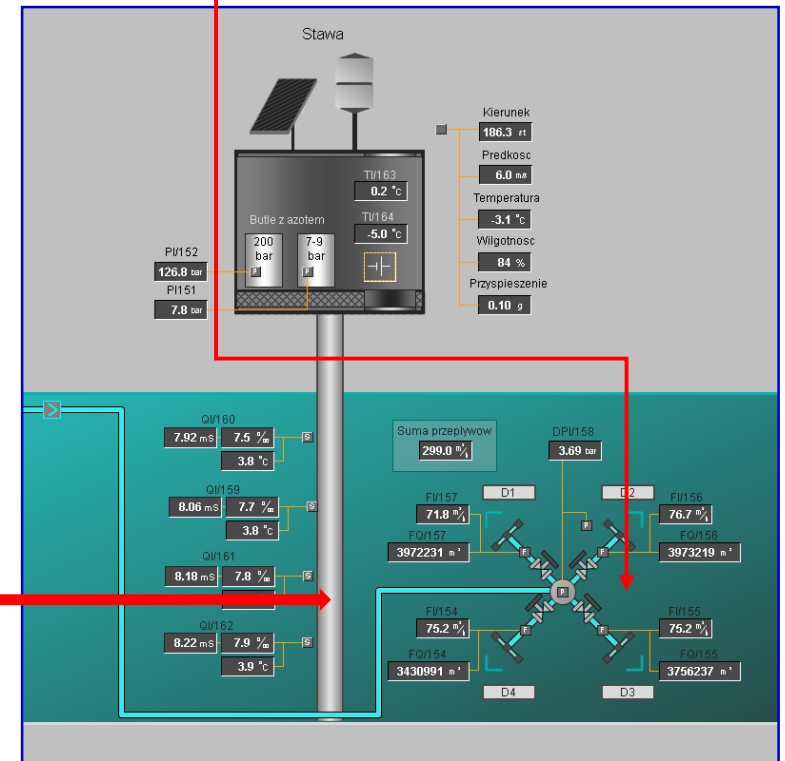 Stawa
Kierunek
186.3 st
Predkosc
6.0 m/s
Temperatura
-3.1 °c
Wilgotnosc
84 %
Przyspieszenie
0.10 g
TI/163
0.2 °c
TI/164
-5.0 °c
Butle z azotem
200
bar
7-9
bar
P
P
PI/152
126.8 bar
PI151
7.8 bar
QI/160
7.92 mS 7.5 ‰ S
3.8 °c
QI/159
8.06 mS 7.7 ‰ S
3.8 °c
QI/161
8.18 mS 7.8 ‰ S
QI/162
8.22 mS 7.9 ‰ S
3.9 °c
Suma przeplywow
299.0 m³/h
DPI/158
3.69 bar
P
D1
D2
FI/157
71.8 m³/h
FQ/157
3972231 m³
F
FI/156
76.7 m³/h
FQ/156
3973219 m³
F
P
FI/154
75.2 m³/h
FQ/154
3430991 m³
F
FI/155
75.2 m³/h
FQ/155
3756237 m³
F
D4
D3